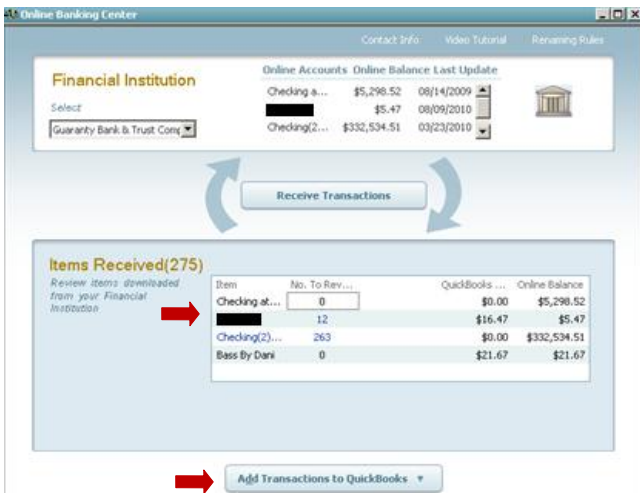 Online Banking Center
Contact Info Video Tutorial Renaming Rules
Financial Institution
Select
Guaranty Bank & Trust Comp
Online Accounts Online Balance Last Update
Checking a... $5,298.52 08/14/2009
$5.47 08/09/2010
Checking(2... $332,534.51 03/23/2010
Receive Transactions
Items Received(275)
Review items downloaded
from your Financial
Institution
Item No. To Rev... QuickBooks ... Online Balance
Checking at... 0 $0.00 $5,298.52
12 $16.47 $5.47
Checking(2)... 263 $0.00 $332,534.51
Bass By Dani 0 $21.67 $21.67
Add Transactions to QuickBooks